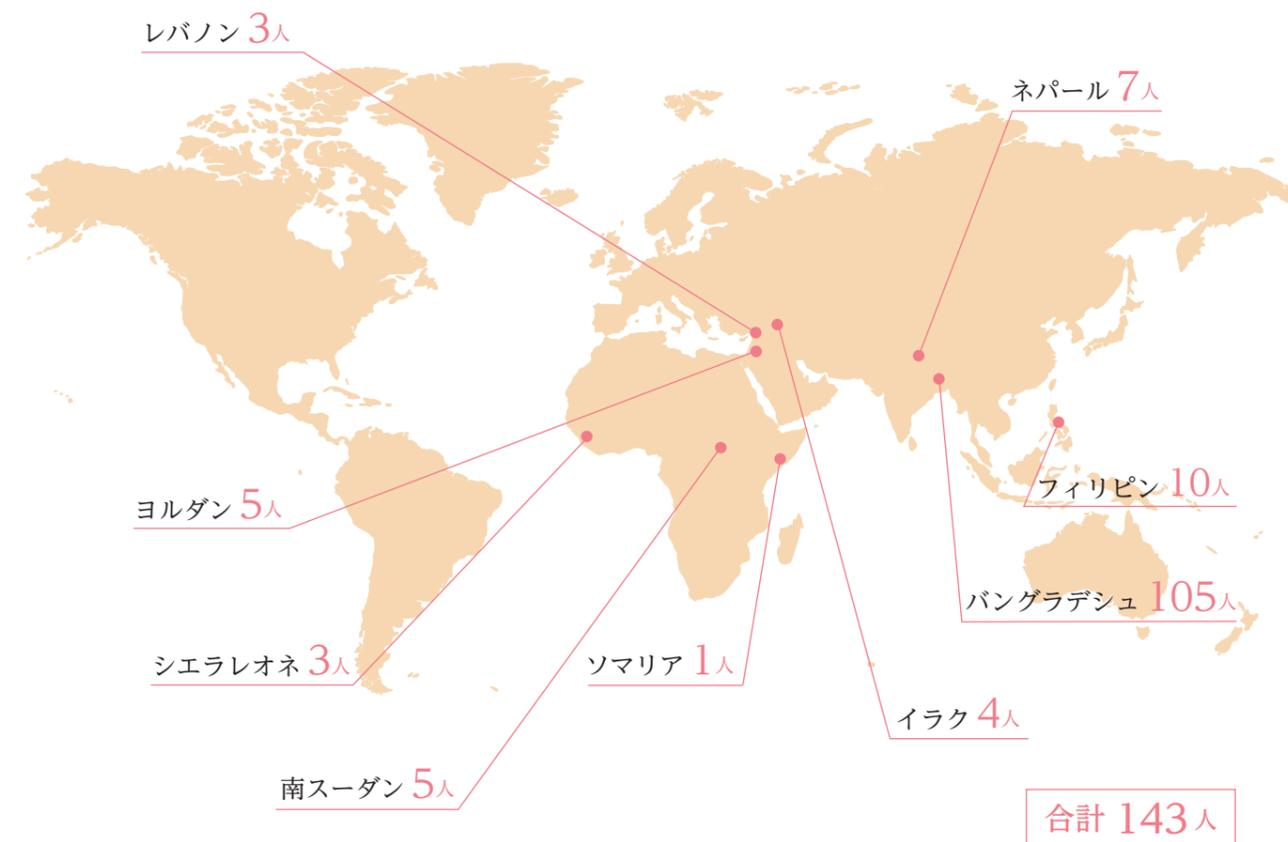 レバノン 3人
ネパール 7人
フィリピン 10人
ヨルダン 5人
バングラデシュ 105人
シエラレオネ 3人
ソマリア 1人
イラク 4人
南スーダン 5人
合計 143人